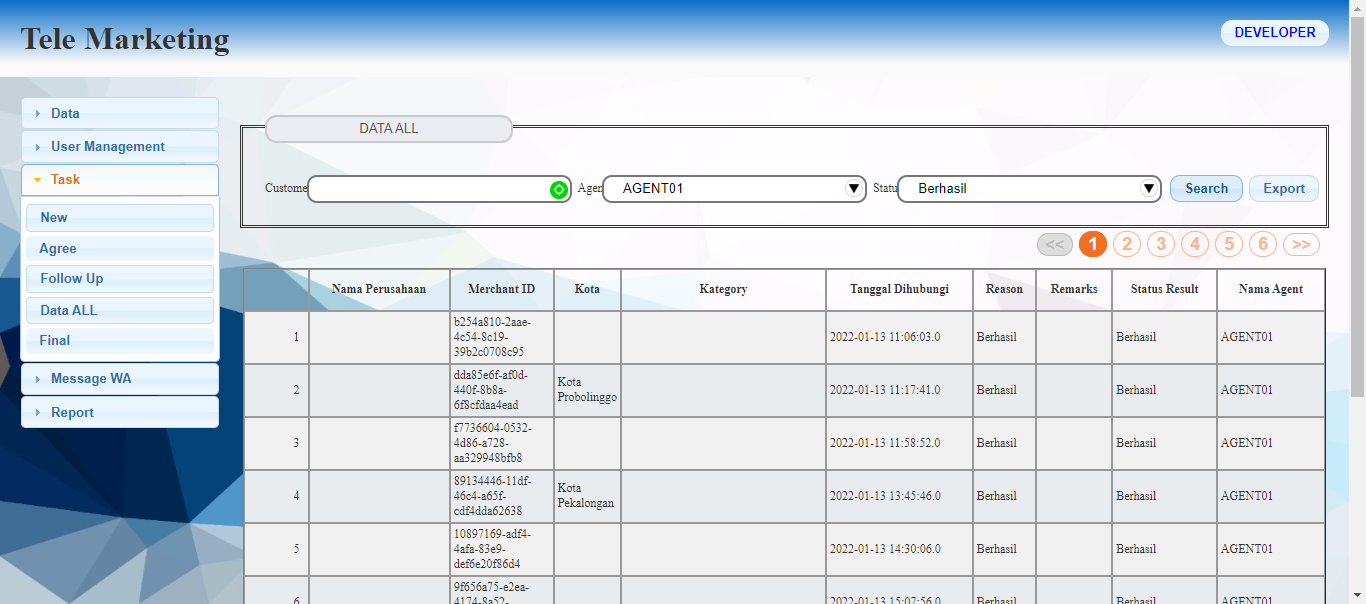 Tele Marketing
DEVELOPER
Data
User Management
Task
New
Agree
Follow Up
Data ALL
Final
Message WA
Report
DATA ALL
Custome AGENT01 Statu Berhasil Search Export
<< 1 2 3 4 5 6 >>
Nama Perusahaan Merchant ID Kota Kategory Tanggal Dihubungi Reason Remarks Status Result Nama Agent
b254a810-2aae-
4c54-8c19-
1 2022-01-13 11:06:03.0 Berhasil Berhasil AGENT01
39b2c0708c95
dda85e6f-af0d-
440f-8b8a-
6f8cfdaa4ead
2 Kota 2022-01-13 11:17:41.0 Berhasil Berhasil AGENT01
Probolinggo
f7736604-0532-
4d86-a728-
aa329948bfb8
3 2022-01-13 11:58:52.0 Berhasil Berhasil AGENT01
89134446-11df-
46c4-a65f-
cdf4dda62638
4 Kota 2022-01-13 13:45:46.0 Berhasil Berhasil AGENT01
Pekalongan
10897169-adf4-
4afa-83e9-
def6e20f86d4
5 2022-01-13 14:30:06.0 Berhasil Berhasil AGENT01
9f656a75-e2ea-
4174-8a52-
6 2022-01-13 15:07:56.0 Berhasil Berhasil AGENT01